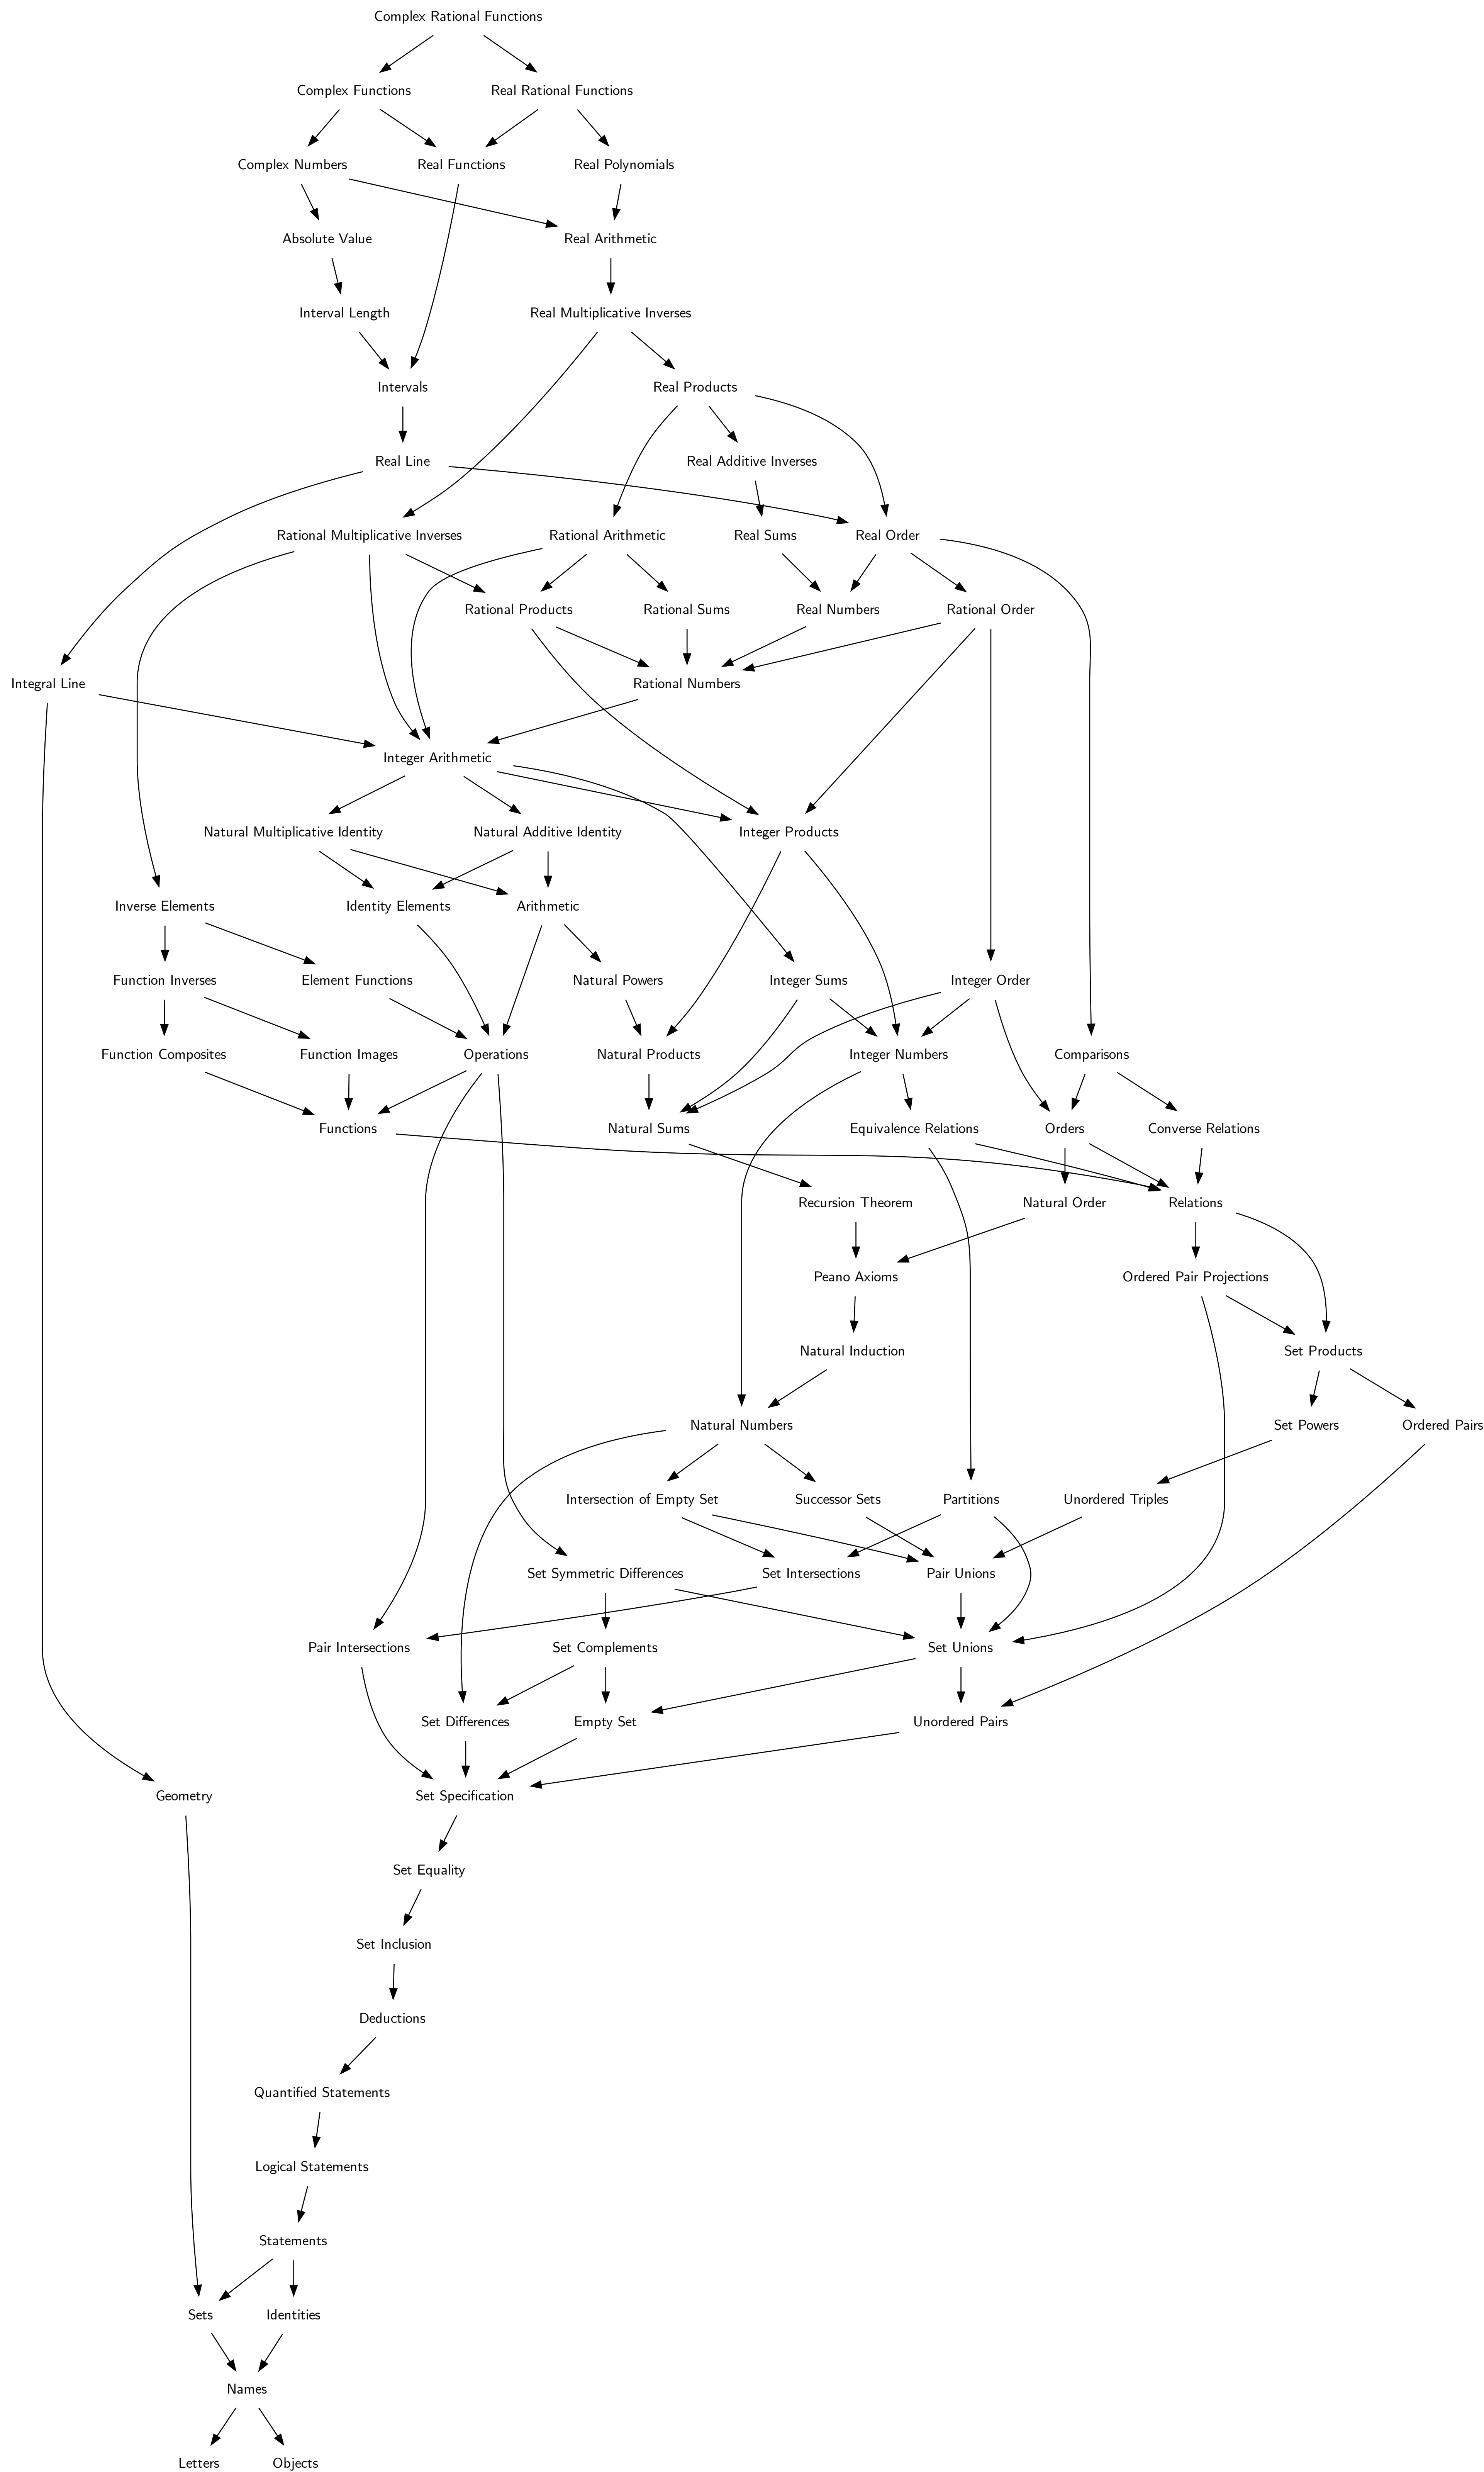 Complex Rational Functions
Complex Functions
Real Rational Functions
Complex Numbers
Real Functions
Real Polynomials
Absolute Value
Real Arithmetic
Interval Length
Real Multiplicative Inverses
Intervals
Real Products
Real Line
Real Additive Inverses
Rational Multiplicative Inverses
Rational Arithmetic
Real Sums
Real Order
Rational Products
Rational Sums
Real Numbers
Rational Order
Integral Line
Rational Numbers
Integer Arithmetic
Natural Multiplicative Identity
Natural Additive Identity
Integer Products
Inverse Elements
Identity Elements
Arithmetic
Function Inverses
Element Functions
Natural Powers
Integer Sums
Integer Order
Function Composites
Function Images
Operations
Natural Products
Integer Numbers
Comparisons
Functions
Natural Sums
Equivalence Relations
Orders
Converse Relations
Recursion Theorem
Natural Order
Relations
Peano Axioms
Ordered Pair Projections
Natural Induction
Set Products
Natural Numbers
Set Powers
Ordered Pairs
Intersection of Empty Set
Successor Sets
Partitions
Unordered Triples
Set Symmetric Differences
Set Intersections
Pair Unions
Pair Intersections
Set Complements
Set Unions
Set Differences
Empty Set
Unordered Pairs
Geometry
Set Specification
Set Equality
Set Inclusion
Deductions
Quantified Statements
Logical Statements
Statements
Sets
Identities
Names
Letters
Objects